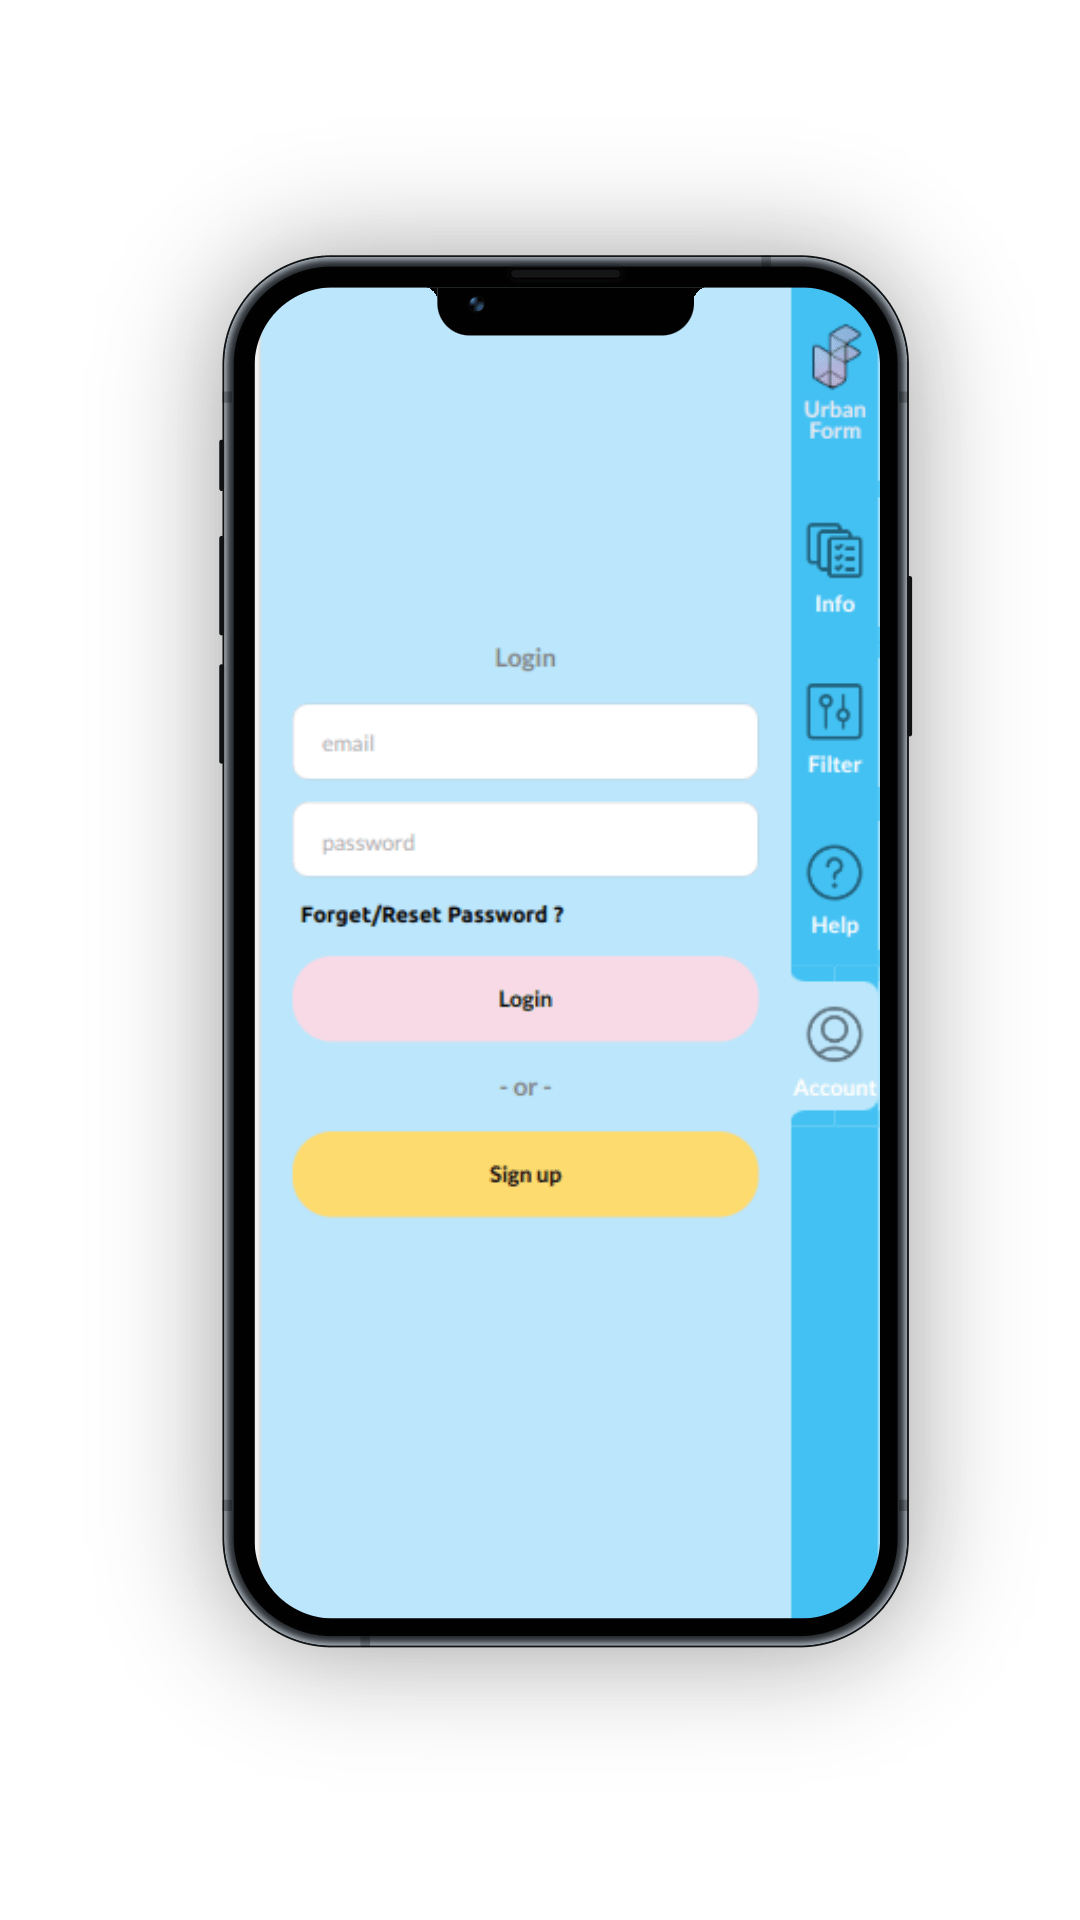 Urban
Form
Info
Filter
Help
Account
Login
email
password
Forget/Reset Password ?
Login
- or -
Sign up